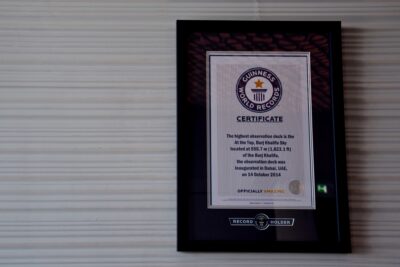 GUINNESS
WORLD RECORDS
CERTIFICATE
The highest observation deck is the
At the Top, Burj Khalifa Sky
located at 555.7 m (1,823.1 ft)
of the Burj Khalifa,
the observation deck was
inaugurated in Dubai, UAE,
on 14 October 2014
OFFICIALLY AMAZING
RECORD HOLDER